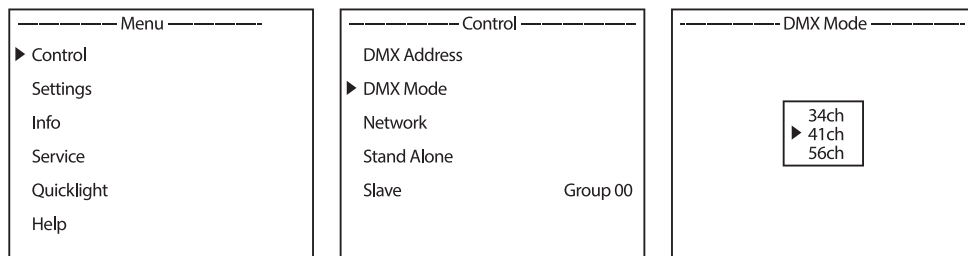 Menu
Control
Settings
Info
Service
Quicklight
Help
Control
DMX Address
DMX Mode
Network
Stand Alone
Slave Group 00
DMX Mode
34ch
41ch
56ch